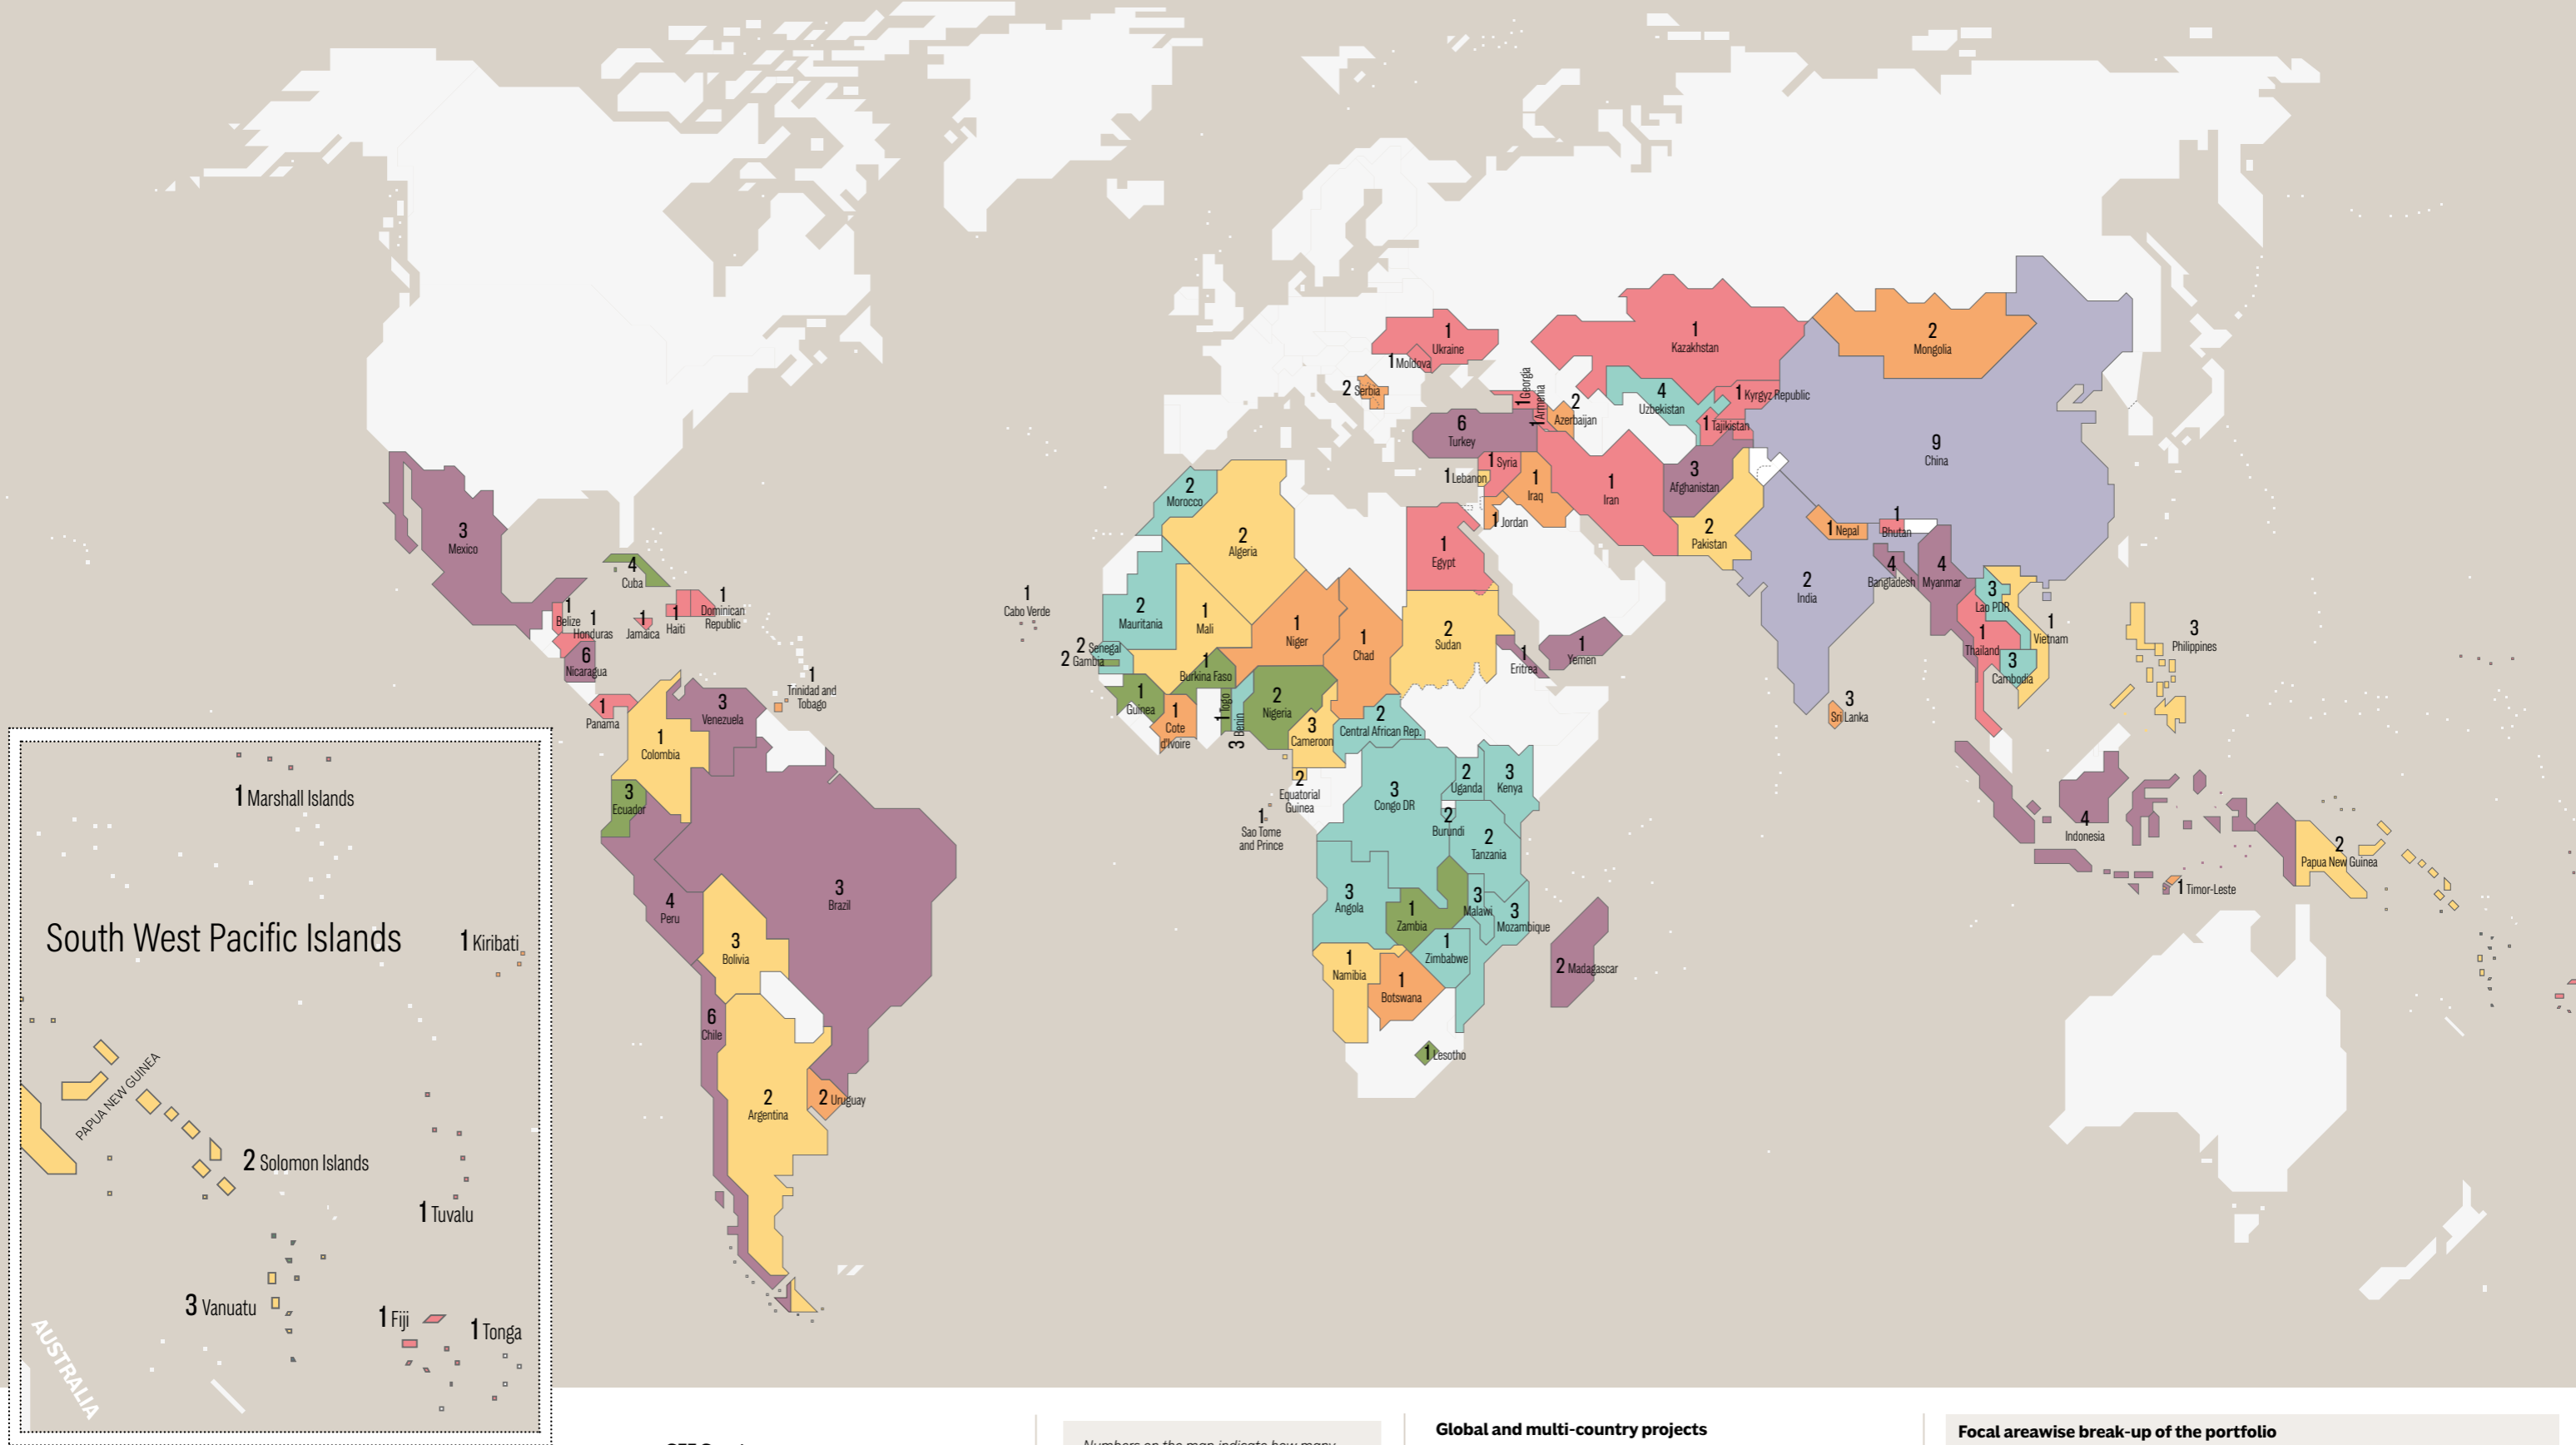 1
Ukraine
1 Moldova
2 Serbia
1 Georgia
1 Armenia
2
Azerbaijan
1
Kazakhstan
4
Uzbekistan
1 Kyrgyz Republic
1 Tajikistan
2
Mongolia
9
China
6
Turkey
1 Syria
1 Lebanon
1
Iraq
1 Jordan
1
Iran
3
Afghanistan
2
Pakistan
1 Nepal
1
Bhutan
2
India
4
Bangladesh
4
Myanmar
3
Lao PDR
1
Thailand
1
Vietnam
3
Cambodia
3
Philippines
3
Sri Lanka
4
Indonesia
1 Timor-Leste
2
Papua New Guinea
3
Mexico
4
Cuba
1
Belize
1
Honduras
1
Jamaica
1
Haiti
1
Dominican
Republic
6
Nicaragua
1
Panama
1
Trinidad and
Tobago
3
Venezuela
1
Colombia
3
Ecuador
4
Peru
3
Brazil
3
Bolivia
6
Chile
2
Argentina
2 Uruguay
1
Cabo Verde
2
Morocco
2
Algeria
1
Egypt
2
Mauritania
1
Mali
1
Niger
1
Chad
2
Sudan
1
Eritrea
1
Yemen
2 Senegal
2 Gambia
1
Burkina Faso
1
Guinea
1
Cote
d'Ivoire
1 Togo
3 Benin
2
Nigeria
3
Cameroon
2
Central African Rep.
2
Equatorial
Guinea
1
Sao Tome
and Prince
3
Congo DR
2
Uganda
3
Kenya
2
Burundi
2
Tanzania
3
Angola
1
Zambia
3
Malawi
3
Mozambique
1
Zimbabwe
1
Namibia
1
Botswana
2 Madagascar
1 Lesotho
1 Marshall Islands
South West Pacific Islands
1 Kiribati
PAPUA NEW GUINEA
2 Solomon Islands
1 Tuvalu
3 Vanuatu
1 Fiji
1 Tonga
AUSTRALIA
Numbers on the map indicate how many
Global and multi-country projects
Focal areawise break-up of the portfolio